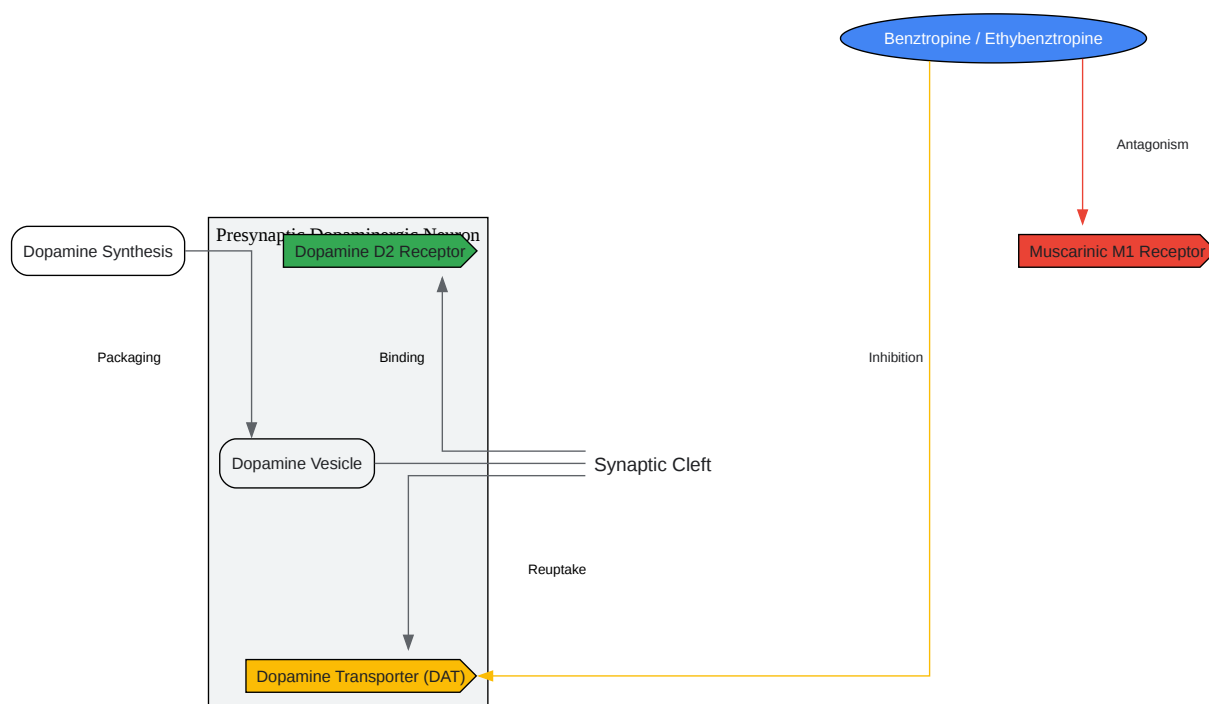 Benztropine / Ethybenztropine
Antagonism
Presynaptic Dopaminergic Neuron
Dopamine Synthesis
Dopamine D2 Receptor
Muscarinic M1 Receptor
Packaging
Binding
Inhibition
Dopamine Vesicle
Synaptic Cleft
Reuptake
Dopamine Transporter (DAT)